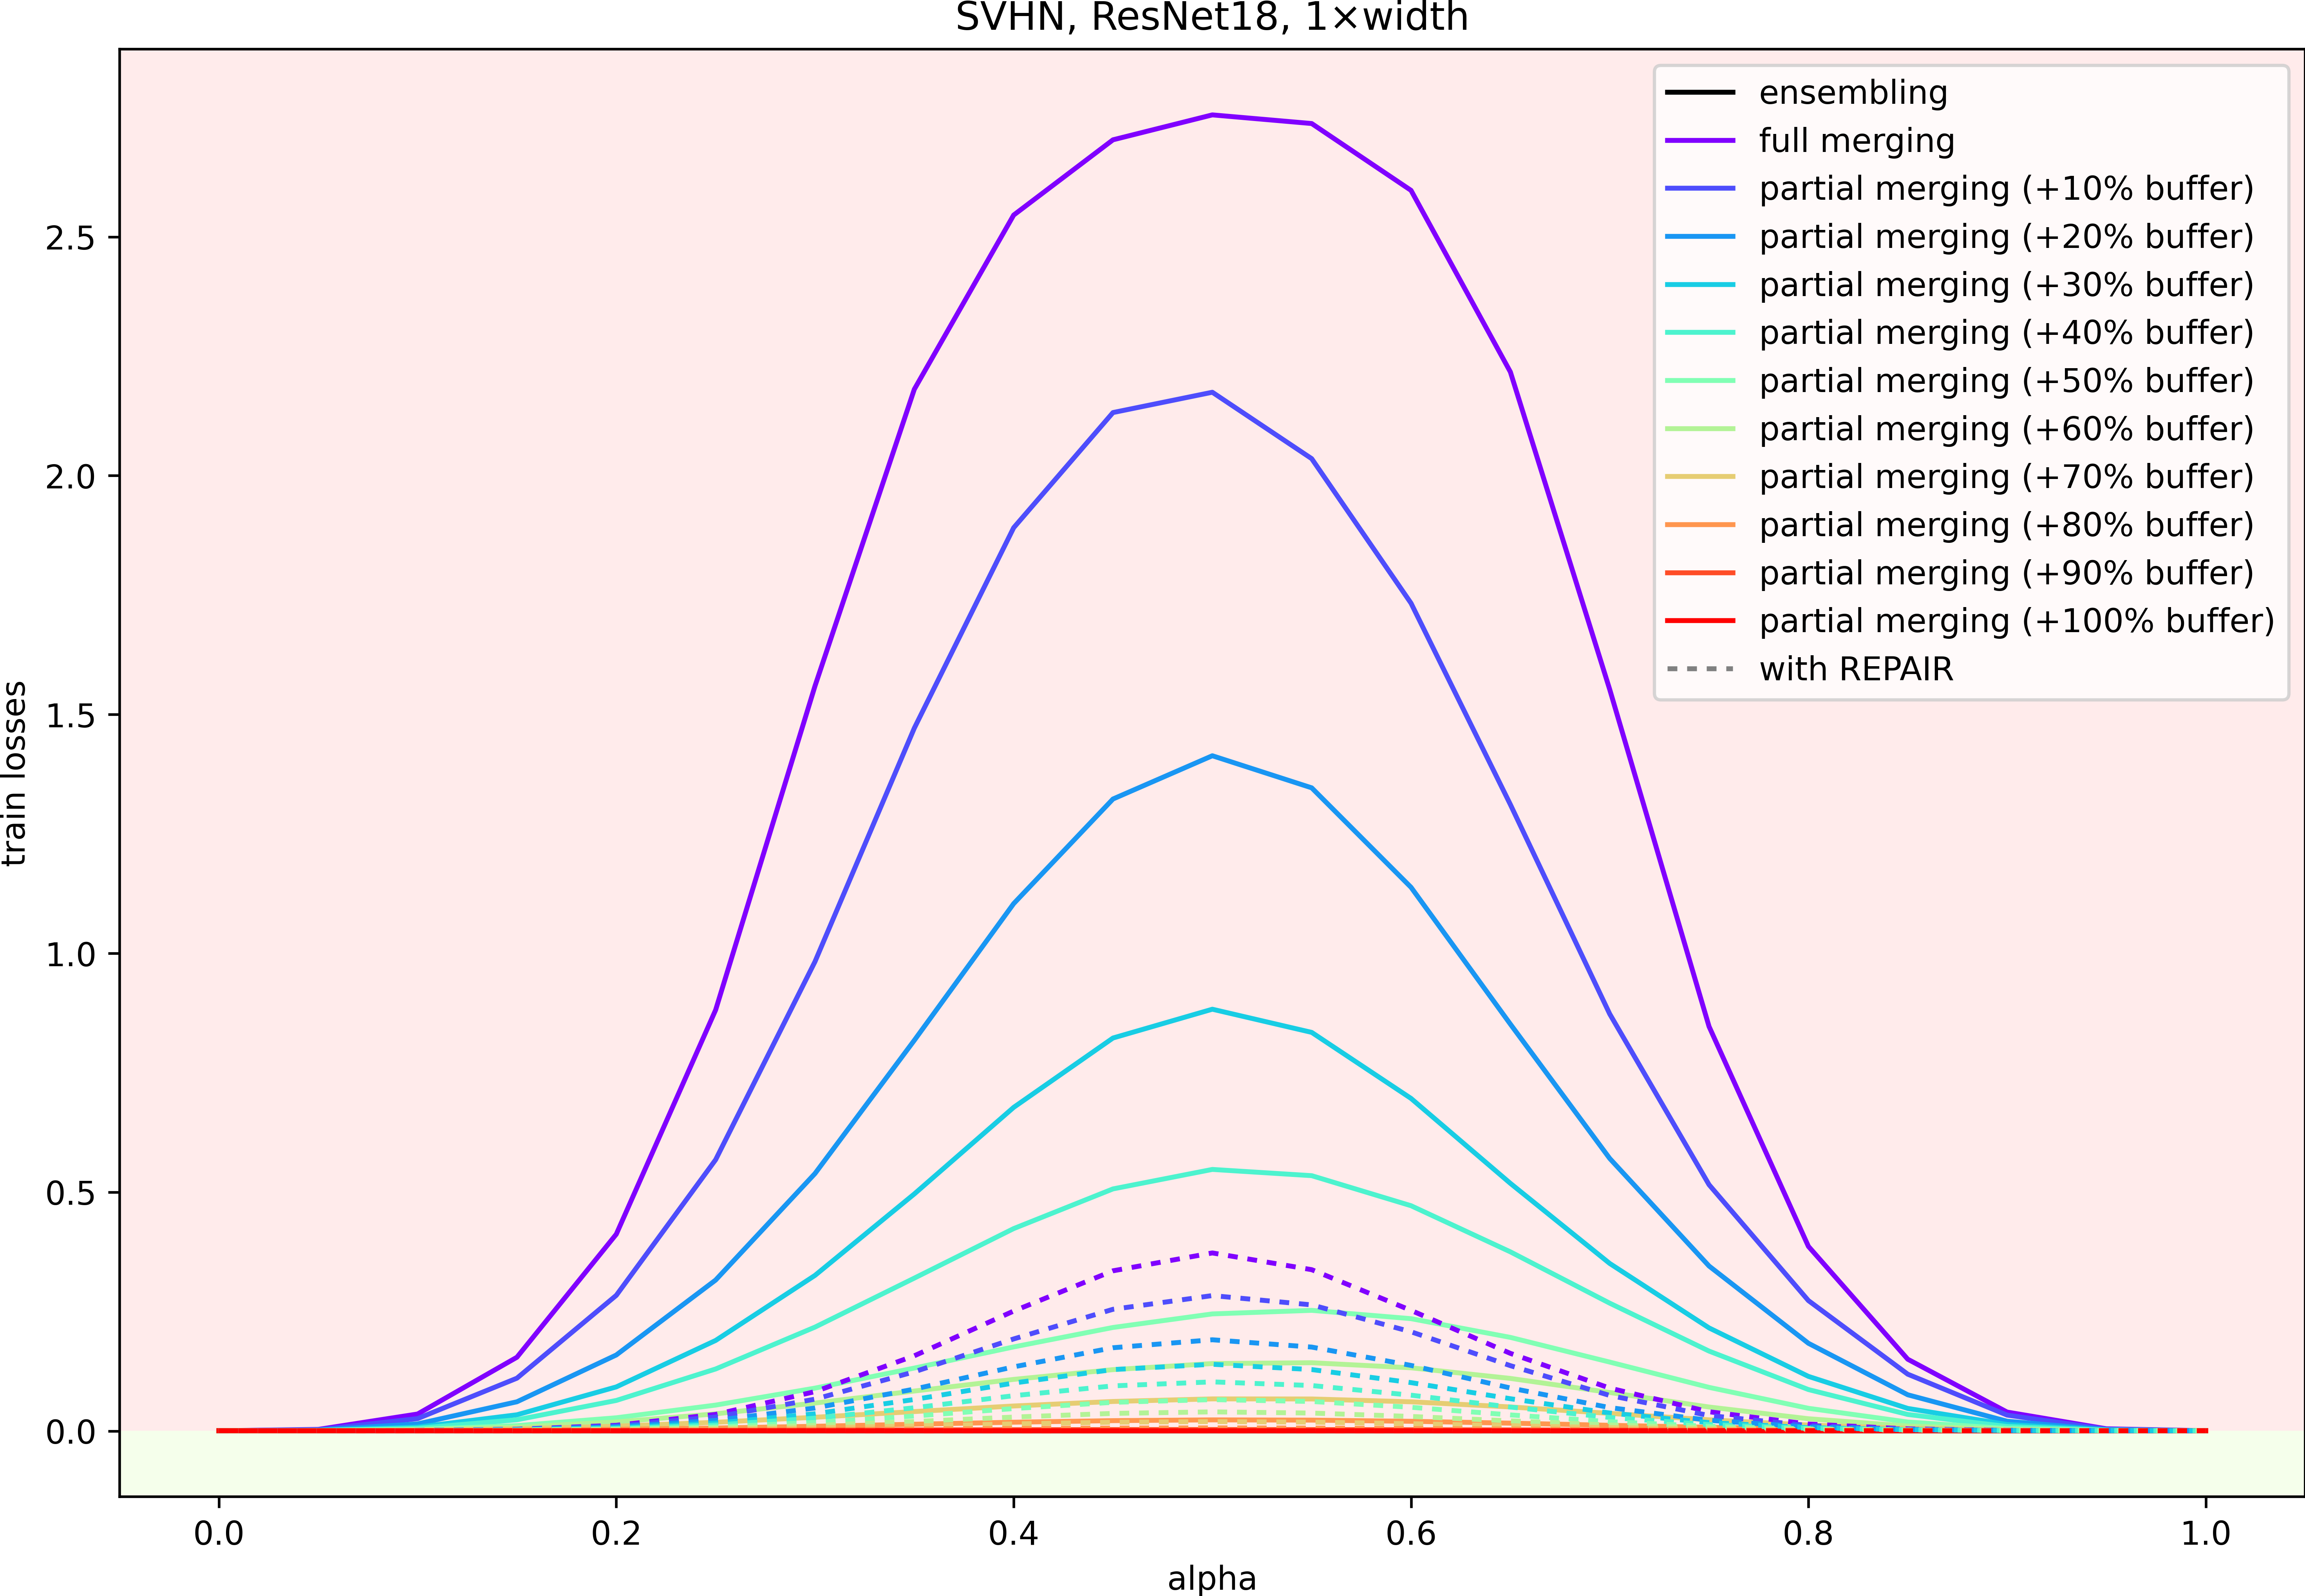 SVHN, ResNet18, 1×width
ensembling
full merging
partial merging (+10% buffer)
partial merging (+20% buffer)
partial merging (+30% buffer)
partial merging (+40% buffer)
partial merging (+50% buffer)
partial merging (+60% buffer)
partial merging (+70% buffer)
partial merging (+80% buffer)
partial merging (+90% buffer)
partial merging (+100% buffer)
with REPAIR
train losses
2.5
2.0
1.5
1.0
0.5
0.0
0.0 0.2 0.4 0.6 0.8 1.0
alpha